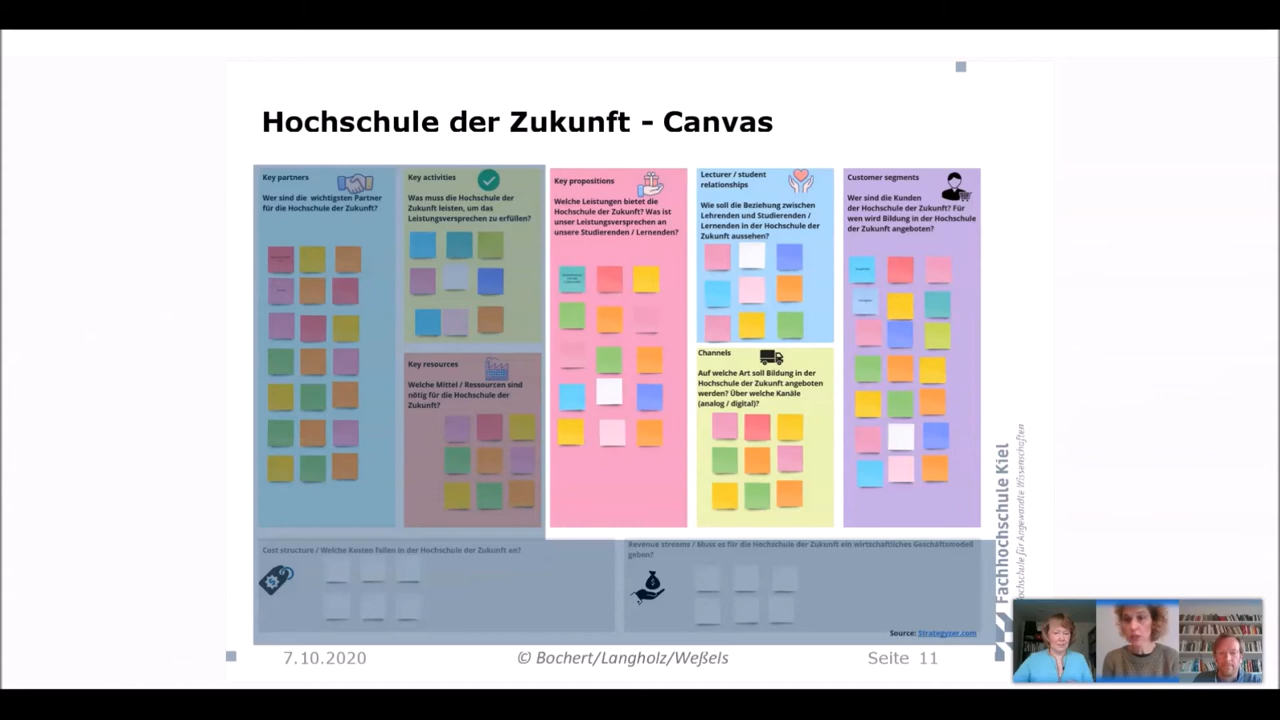 Hochschule der Zukunft - Canvas
Key partners
Wer sind die wichtigsten Partner
für die Hochschule der Zukunft?
Key activities
Was muss die Hochschule der
Zukunft leisten, um das
Leistungsversprechen zu erfüllen?
Key resources
Welche Mittel / Ressourcen sind
nötig für die Hochschule der
Zukunft?
Key propositions
Welche Leistungen bietet die
Hochschule der Zukunft? Was ist
unser Leistungsversprechen an
unsere Studierenden / Lernenden?
Lecturer / student
relationships
Wie soll die Beziehung zwischen
Lehrenden und Studierenden /
Lernenden in der Hochschule der
Zukunft aussehen?
Channels
Auf welche Art soll Bildung in der
Hochschule der Zukunft angeboten
werden? Über welche Kanäle
(analog / digital)?
Customer segments
Wer sind die Kunden
der Hochschule der Zukunft? Für
wen wird Bildung in der Hochschule
der Zukunft angeboten?
Cost structure / Welche Kosten fallen in der Hochschule der Zukunft an?
Revenue streams / Muss es für die Hochschule der Zukunft ein wirtschaftliches Geschäftsmodell
geben?
Source: Strategyzer.com
Fachhochschule Kiel
Hochschule für Angewandte Wissenschaften
7.10.2020
© Bochert/Langholz/Weßels
Seite 11